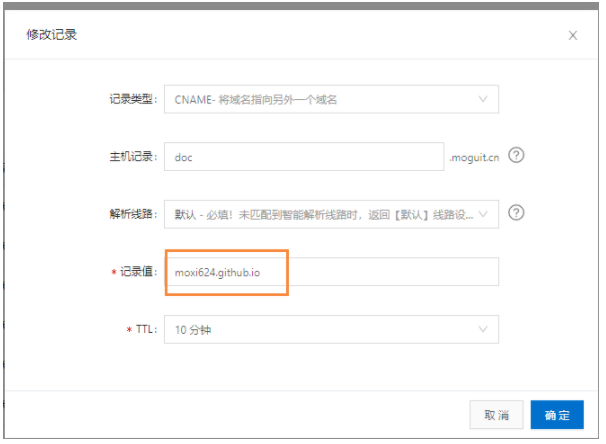 修改记录
记录类型: CNAME- 将域名指向另外一个域名
主机记录: doc .moguit.cn ?
解析线路: 默认 - 必填！未匹配到智能解析线路时，返回【默认】线路设... ?
* 记录值: moxi624.github.io
* TTL: 10 分钟
取消 确定